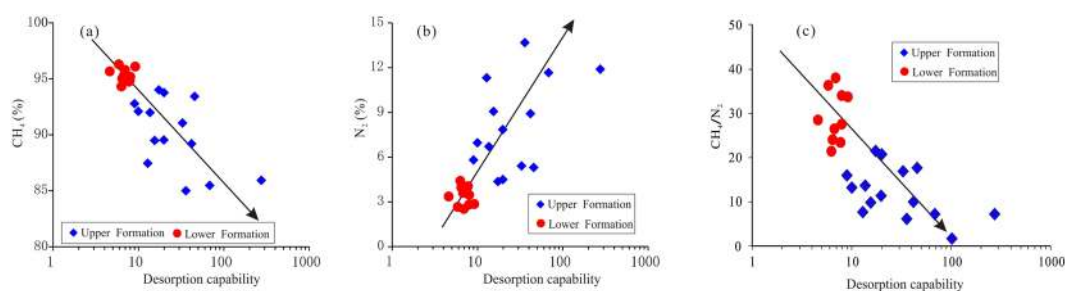 (a)
100
95
90
85
80
CH₄ (%)
1 10 100 1000
Desorption capability
Upper Formation Lower Formation
(b)
15%
12
9
6
3
0
N₂ (%)
1 10 100 1000
Desorption capability
Upper Formation
Lower Formation
(c)
50
40
30
20
10
0
CH₄/N₂
1 10 100 1000
Desorption capability
Upper Formation
Lower Formation